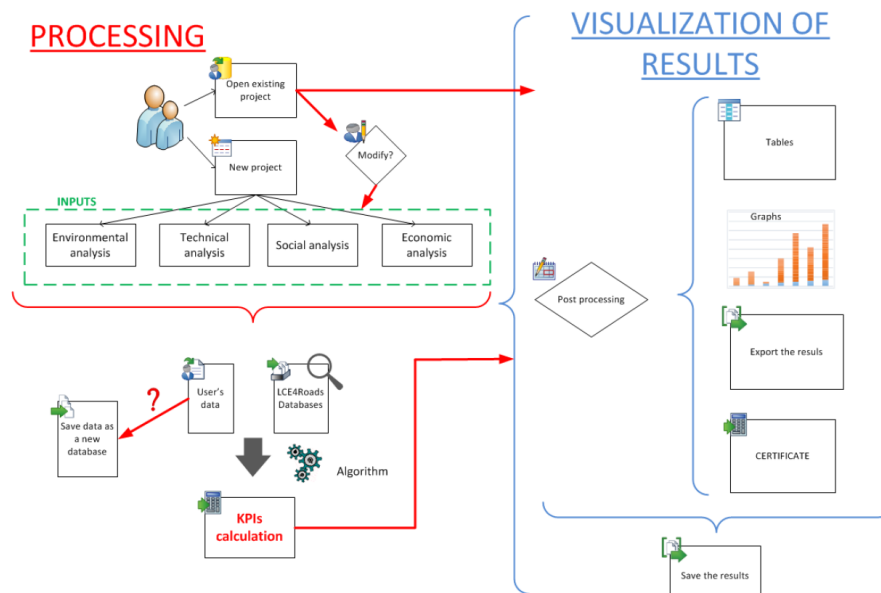 PROCESSING
Open existing
project
Modify?
New project
INPUTS
Environmental
analysis
Technical
analysis
Social analysis
Economic
analysis
User's
data
LCE4Roads
Databases
?
Save data as
a new
database
Algorithm
KPIs
calculation
VISUALIZATION OF
RESULTS
Tables
Graphs
Post processing
Export the resuls
CERTIFICATE
Save the results